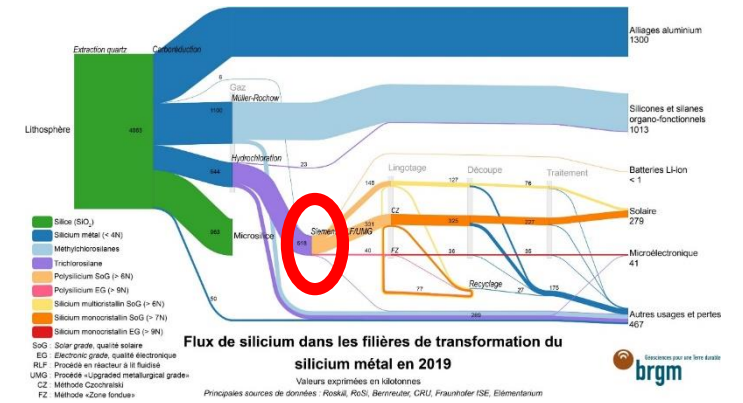 Alliages aluminium
1300
Extraction quartz
Carboréduction
6
Gaz
Müller-Rochow
Silicones et silanes
organo-fonctionnels
1013
Lithosphère
Hydrochloration
544
23
Lingotage
Découpe
Traitement
Batteries Li-Ion
< 1
148
127
76
Solaire
279
CZ
331
325
227
Silice (SiO₂)
Silicium métal (< 4N)
Méthylchlorosilanes
Trichlorosilane
Polysilicium SoG (> 6N)
Polysilicium EG (> 9N)
Silicium multicristallin SoG (> 6N)
Silicium monocristallin SoG (> 7N)
Silicium monocristallin EG (> 9N)
Microsilice
LF/UMG
40
FZ
36
36
Microélectronique
41
Recyclage
77
27
175
50
289
Autres usages et pertes
467
SoG : Solar grade, qualité solaire
EG : Electronic grade, qualité électronique
RLF : Procédé en réacteur à lit fluidisé
UMG : Procédé «Upgraded metallurgical grade»
CZ : Méthode Czochralski
FZ : Méthode «Zone fondue»
Flux de silicium dans les filières de transformation du
silicium métal en 2019
Valeurs exprimées en kilotonnes
Principales sources de données : Roskill, RoSi, Bernreuter, CRU, Fraunhofer ISE, Elementarium
Géosciences pour une Terre durable
brgm